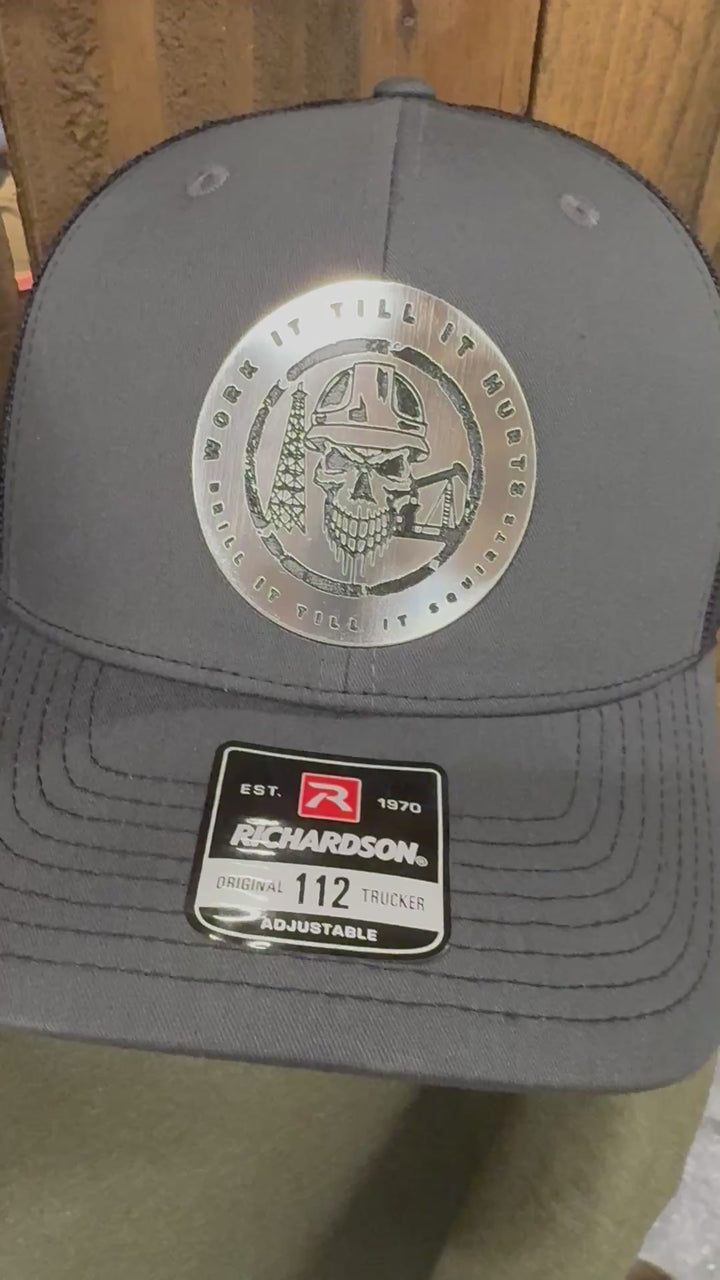 WORK IT TILL IT HURTS
DRILL IT TILL IT SQUIRTS
EST. R 1970
RICHARDSON®
ORIGINAL 112 TRUCKER
ADJUSTABLE